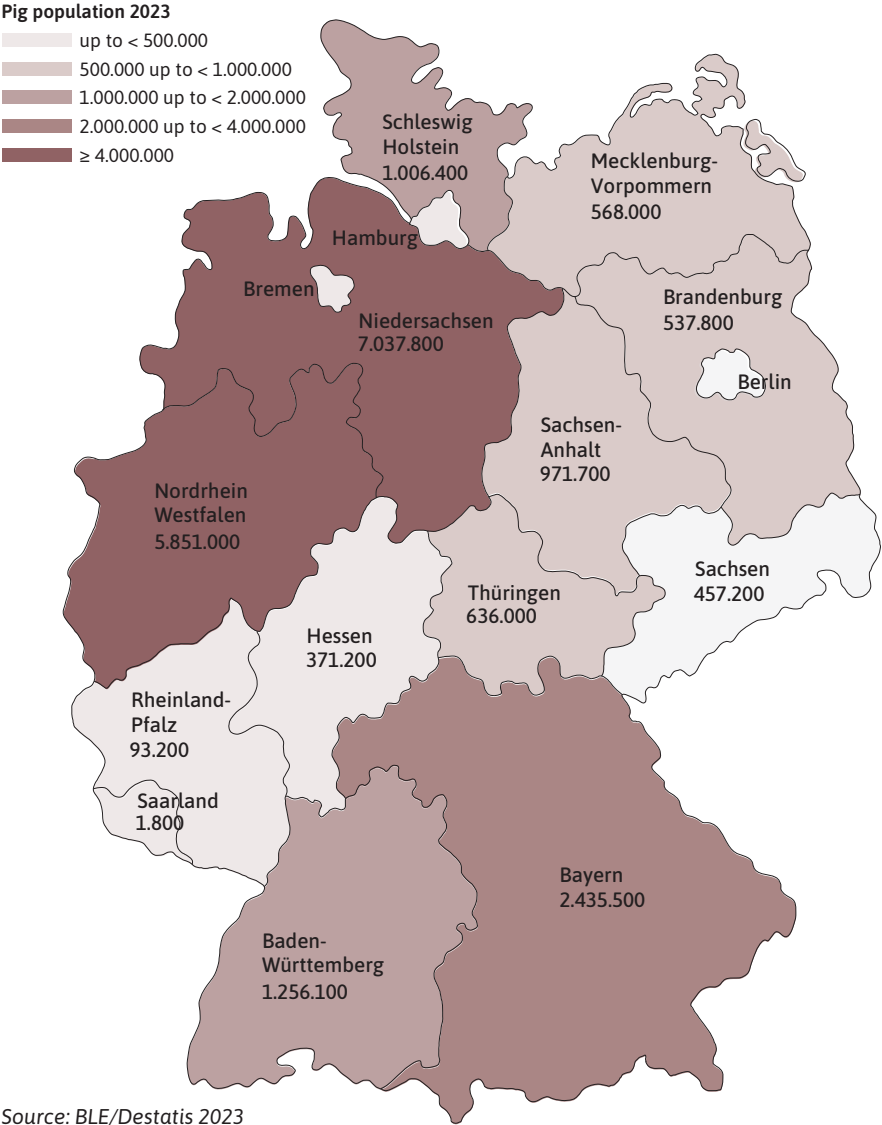 Pig population 2023
up to < 500.000
500.000 up to < 1.000.000
1.000.000 up to < 2.000.000
2.000.000 up to < 4.000.000
≥ 4.000.000
Schleswig
Holstein
1.006.400
Mecklenburg-
Vorpommern
568.000
Hamburg
Bremen
Niedersachsen
7.037.800
Brandenburg
537.800
Berlin
Sachsen-
Anhalt
971.700
Nordrhein
Westfalen
5.851.000
Sachsen
457.200
Thüringen
636.000
Hessen
371.200
Rheinland-
Pfalz
93.200
Saarland
1.800
Bayern
2.435.500
Baden-
Württemberg
1.256.100
Source: BLE/Destatis 2023